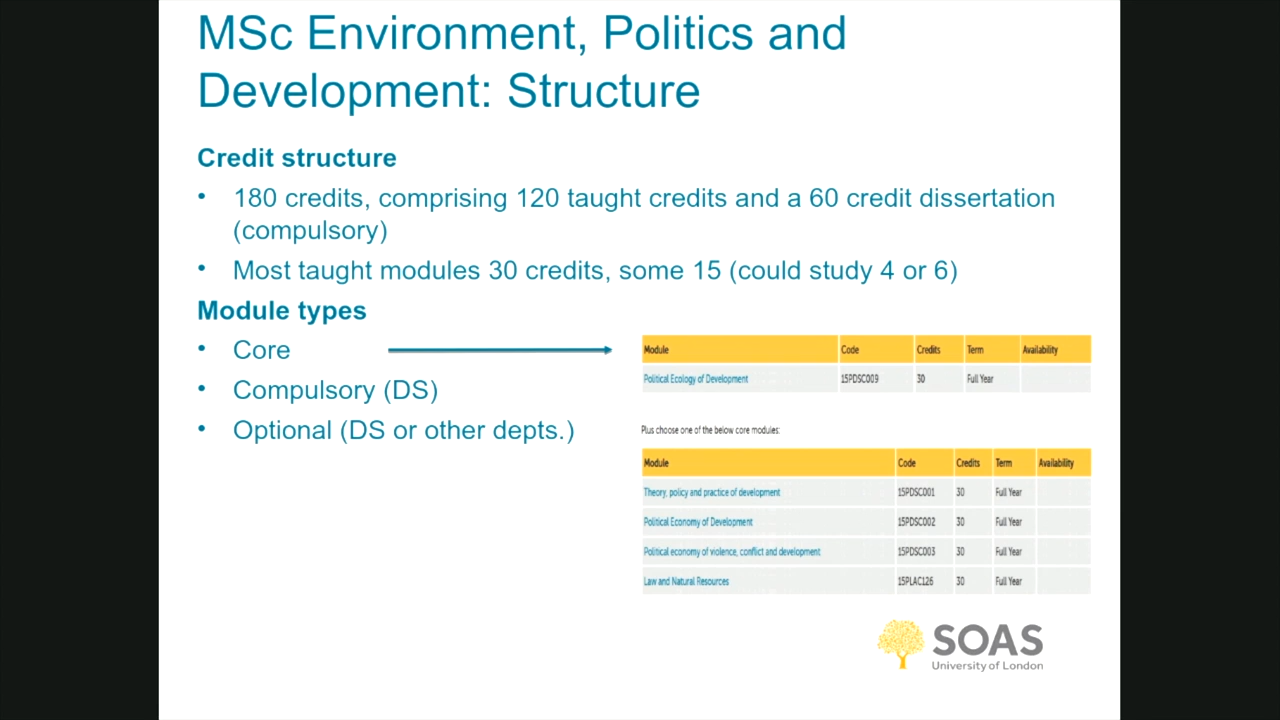 MSc Environment, Politics and
Development: Structure
Credit structure
• 180 credits, comprising 120 taught credits and a 60 credit dissertation
(compulsory)
• Most taught modules 30 credits, some 15 (could study 4 or 6)
Module types
• Core
• Compulsory (DS)
• Optional (DS or other depts.)
Module Code Credits Term Availability
Political Ecology of Development 15PDSC009 30 Full Year
Plus choose one of the below core modules:
Module Code Credits Term Availability
Theory, policy and practice of development 15PDSC001 30 Full Year
Political Economy of Development 15PDSC002 30 Full Year
Political economy of violence, conflict and development 15PDSC003 30 Full Year
Law and Natural Resources 15PLAC126 30 Full Year
SOAS
University of London